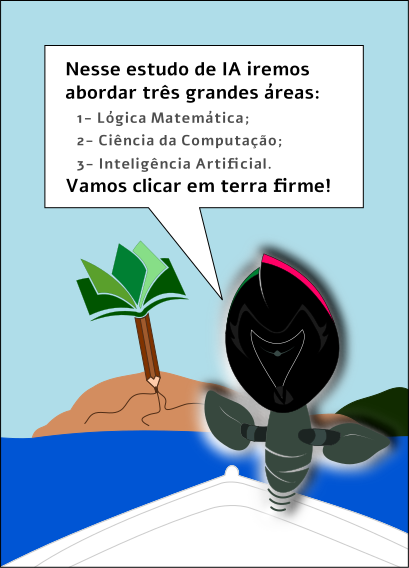 Nesse estudo de IA iremos
abordar três grandes áreas:
1- Lógica Matemática;
2- Ciência da Computação;
3- Inteligência Artificial.
Vamos clicar em terra firme!